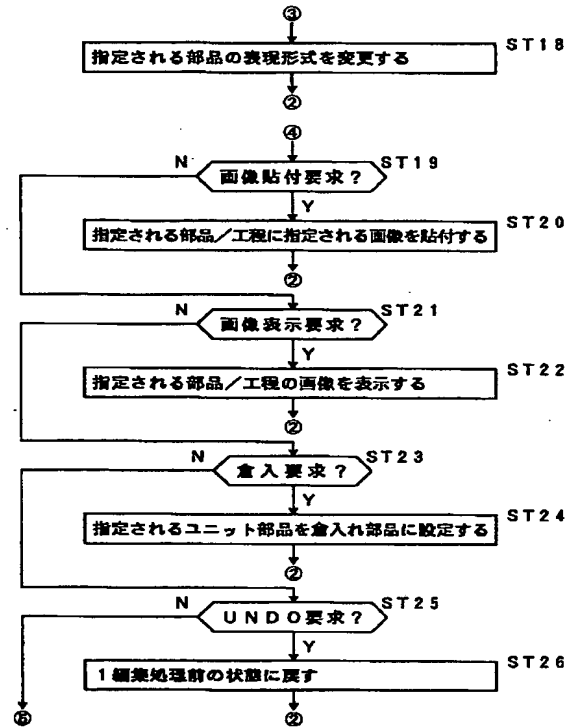 ③
ST18
指定される部品の表現形式を変更する
②
④
N
ST19
画像貼付要求?
Y
ST20
指定される部品/工程に指定される画像を貼付する
②
N
ST21
画像表示要求?
Y
ST22
指定される部品/工程の画像を表示する
②
N
ST23
倉入要求?
Y
ST24
指定されるユニット部品を倉入れ部品に設定する
②
N
ST25
UNDO要求?
Y
ST26
1編集処理前の状態に戻す
⑤
②